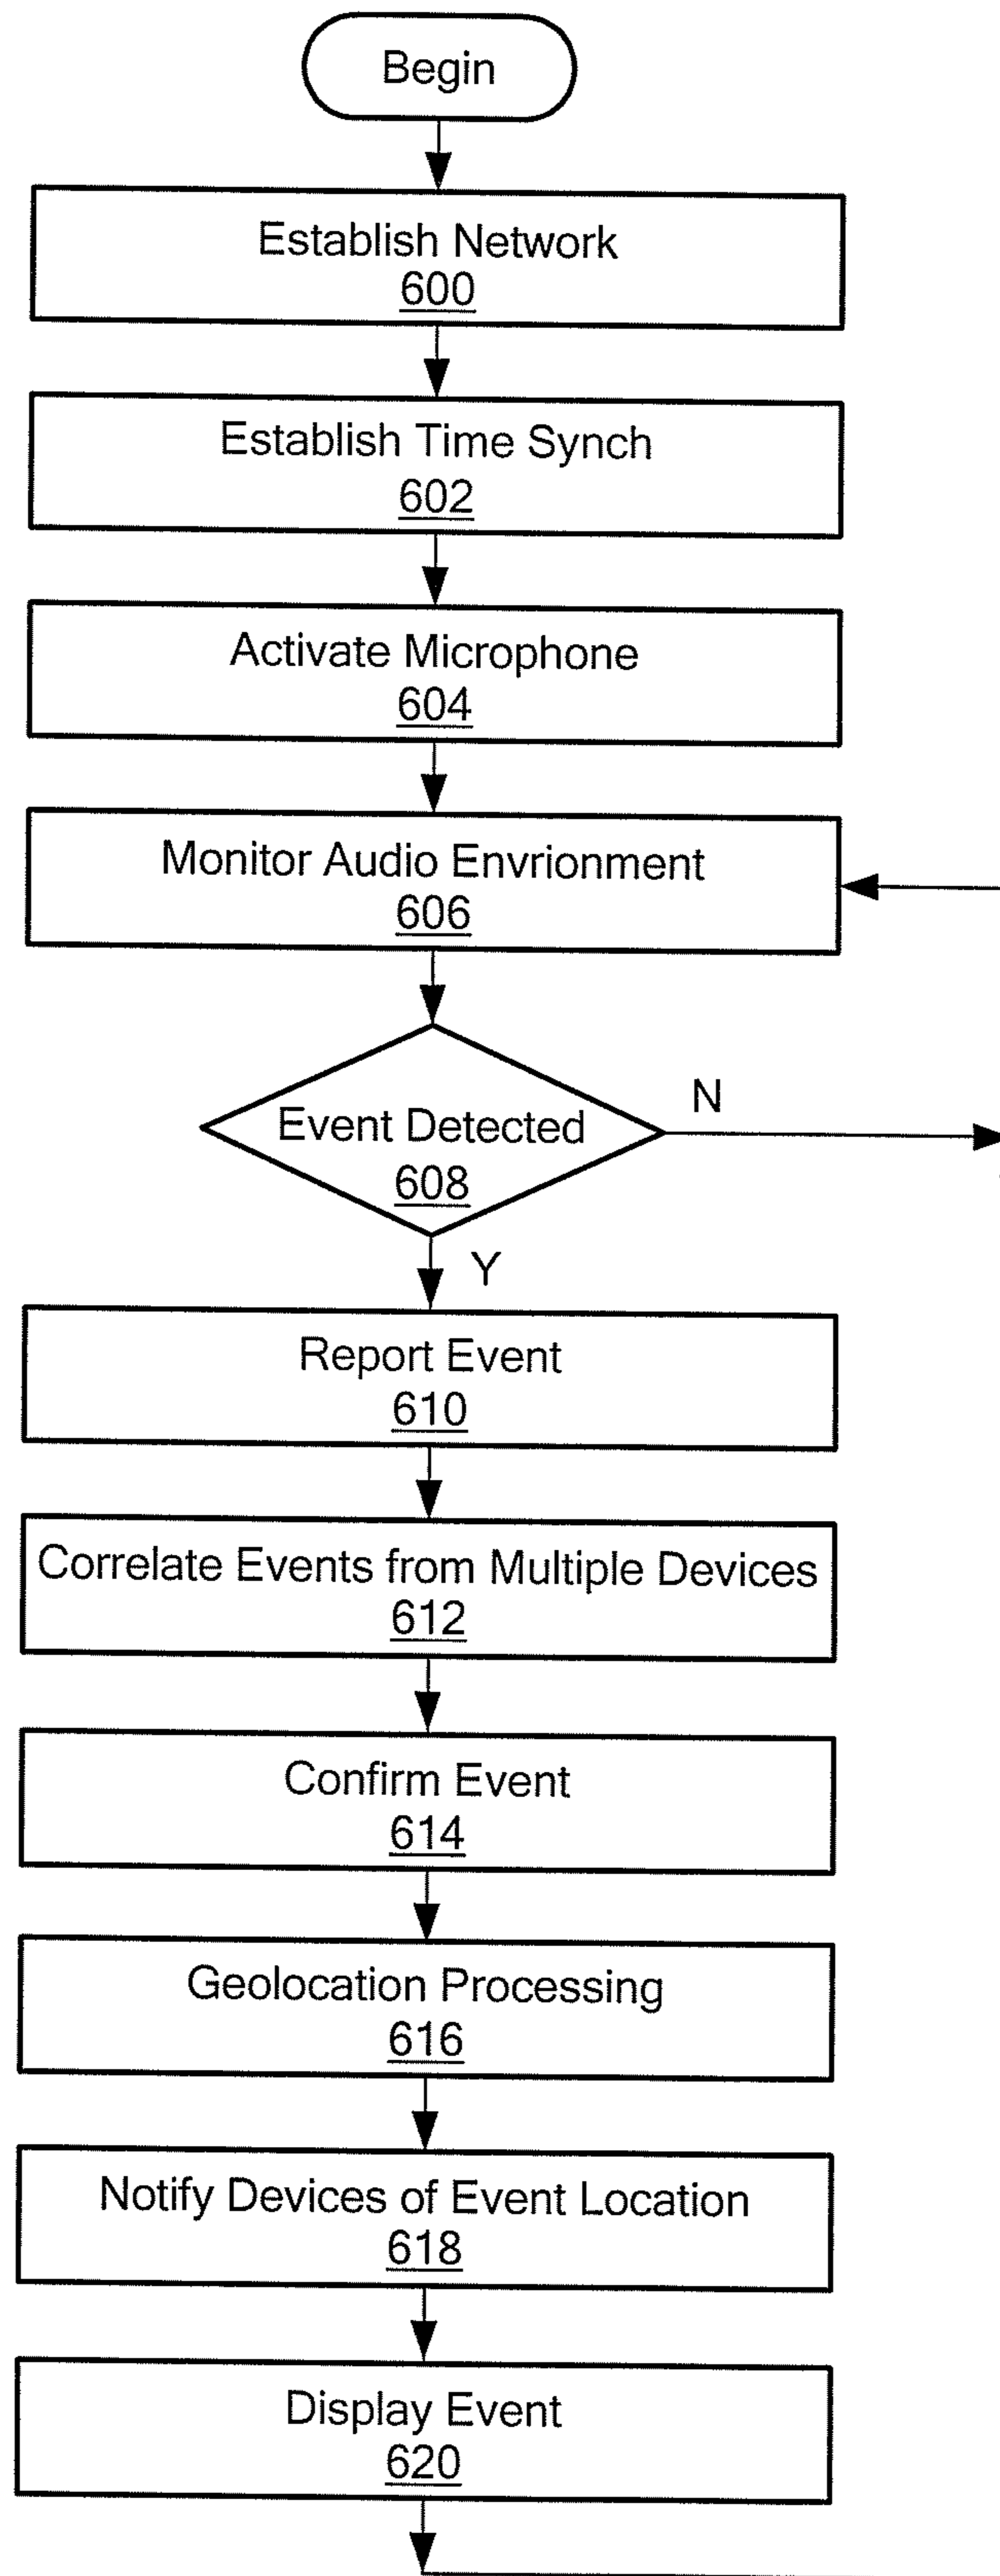 Begin
Establish Network
600
Establish Time Synch
602
Activate Microphone
604
Monitor Audio Envrionment
606
Event Detected
608
N
Y
Report Event
610
Correlate Events from Multiple Devices
612
Confirm Event
614
Geolocation Processing
616
Notify Devices of Event Location
618
Display Event
620